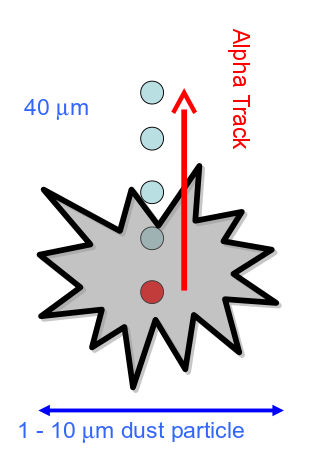 Alpha Track
40 μm
1 - 10 μm dust particle